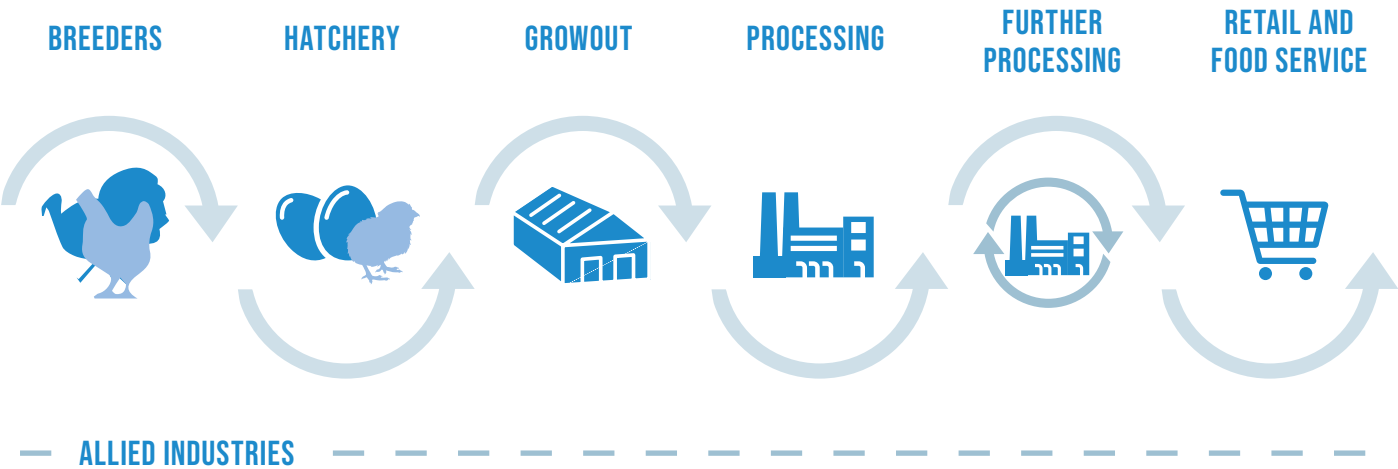 BREEDERS
HATCHERY
GROWOUT
PROCESSING
FURTHER
PROCESSING
RETAIL AND
FOOD SERVICE
ALLIED INDUSTRIES